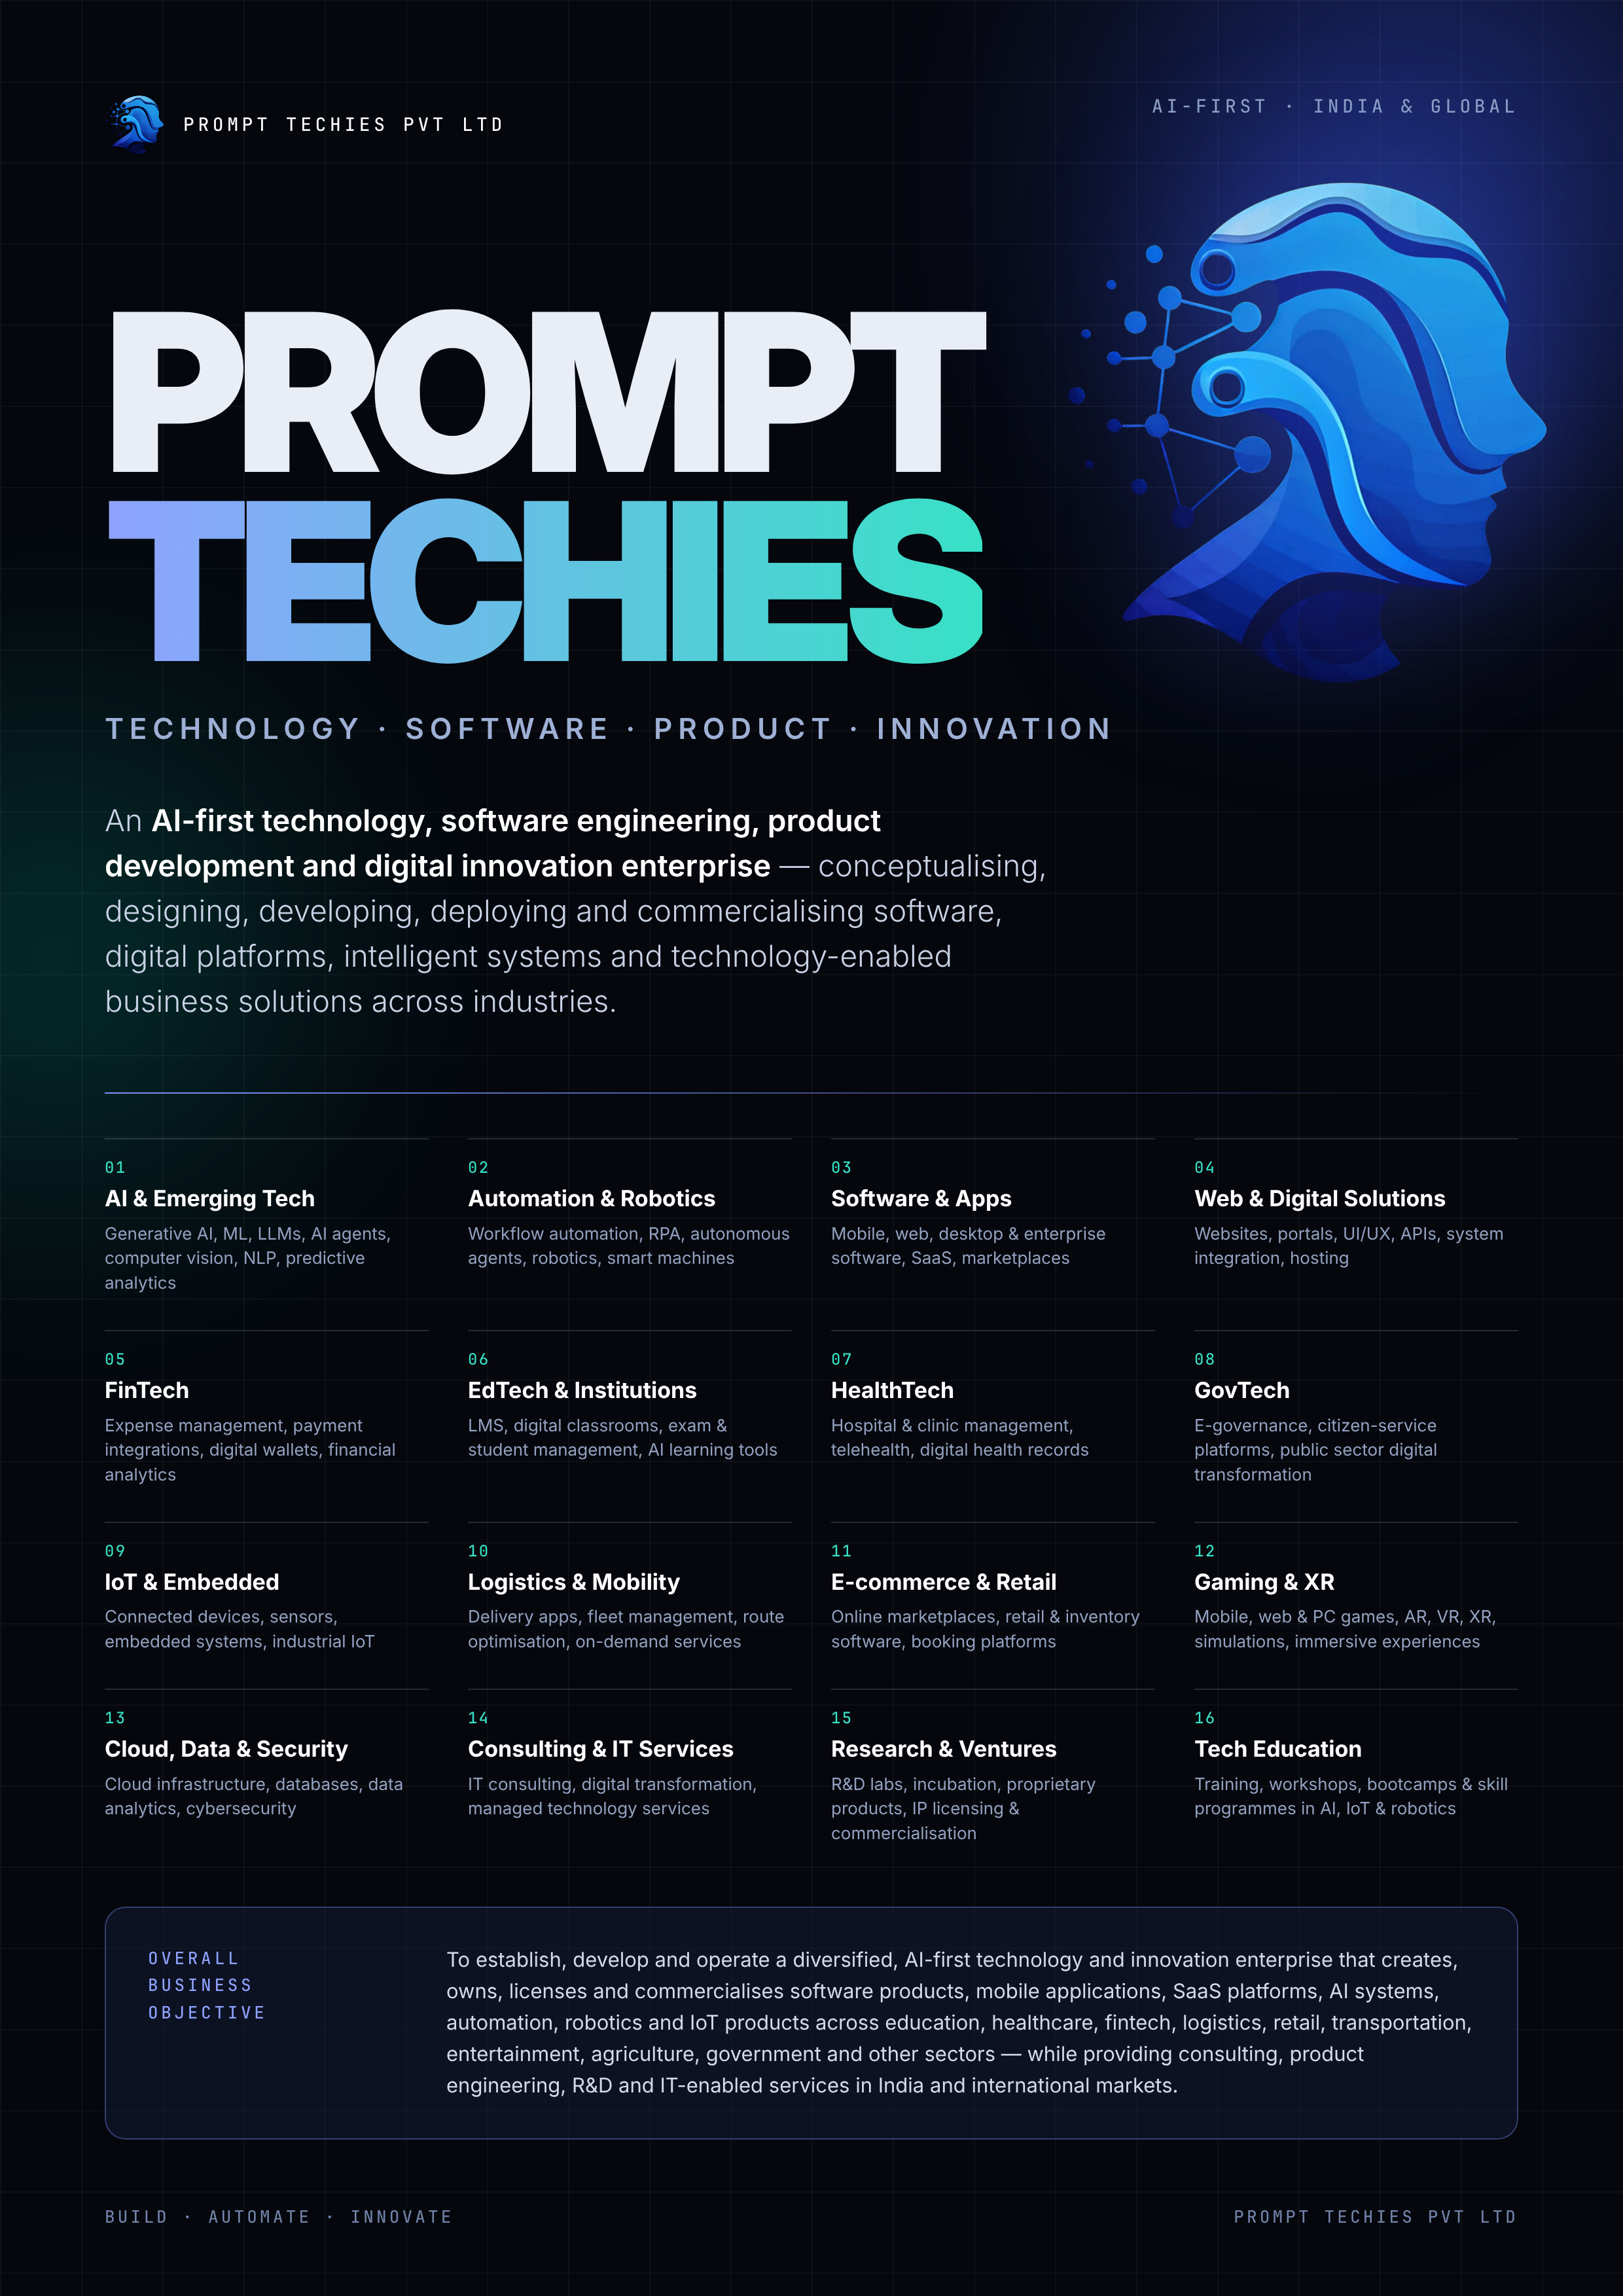 PROMPT TECHIES PVT LTD
AI-FIRST · INDIA & GLOBAL
PROMPT
TECHIES
TECHNOLOGY · SOFTWARE · PRODUCT · INNOVATION
An AI-first technology, software engineering, product
development and digital innovation enterprise — conceptualising,
designing, developing, deploying and commercialising software,
digital platforms, intelligent systems and technology-enabled
business solutions across industries.
01
AI & Emerging Tech
Generative AI, ML, LLMs, AI agents,
computer vision, NLP, predictive
analytics
02
Automation & Robotics
Workflow automation, RPA, autonomous
agents, robotics, smart machines
03
Software & Apps
Mobile, web, desktop & enterprise
software, SaaS, marketplaces
04
Web & Digital Solutions
Websites, portals, UI/UX, APIs, system
integration, hosting
05
FinTech
Expense management, payment
integrations, digital wallets, financial
analytics
06
EdTech & Institutions
LMS, digital classrooms, exam &
student management, AI learning tools
07
HealthTech
Hospital & clinic management,
telehealth, digital health records
08
GovTech
E-governance, citizen-service
platforms, public sector digital
transformation
09
IoT & Embedded
Connected devices, sensors,
embedded systems, industrial IoT
10
Logistics & Mobility
Delivery apps, fleet management, route
optimisation, on-demand services
11
E-commerce & Retail
Online marketplaces, retail & inventory
software, booking platforms
12
Gaming & XR
Mobile, web & PC games, AR, VR, XR,
simulations, immersive experiences
13
Cloud, Data & Security
Cloud infrastructure, databases, data
analytics, cybersecurity
14
Consulting & IT Services
IT consulting, digital transformation,
managed technology services
15
Research & Ventures
R&D labs, incubation, proprietary
products, IP licensing &
commercialisation
16
Tech Education
Training, workshops, bootcamps & skill
programmes in AI, IoT & robotics
OVERALL
BUSINESS
OBJECTIVE
To establish, develop and operate a diversified, AI-first technology and innovation enterprise that creates,
owns, licenses and commercialises software products, mobile applications, SaaS platforms, AI systems,
automation, robotics and IoT products across education, healthcare, fintech, logistics, retail, transportation,
entertainment, agriculture, government and other sectors — while providing consulting, product
engineering, R&D and IT-enabled services in India and international markets.
BUILD · AUTOMATE · INNOVATE
PROMPT TECHIES PVT LTD